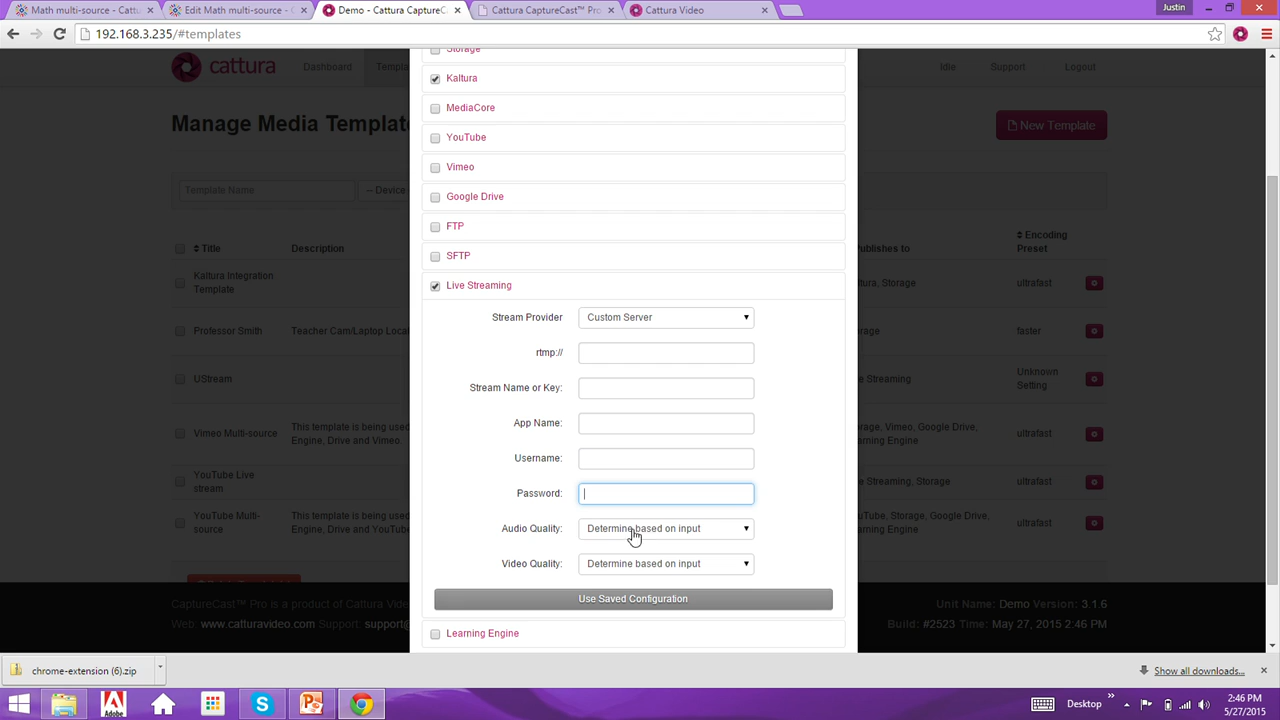 Math multi-source - Cattu
Edit Math multi-source - C
Demo - Cattura CaptureC
Cattura CaptureCast™ Pro
Cattura Video
Justin
192.168.3.235/#templates
cattura
Dashboard
Templa
Idle
Support
Logout
Manage Media Templat
New Template
Template Name
-- Device
Title
Description
Publishes to
Encoding
Preset
Kaltura Integration
Template
tura, Storage
ultrafast
Professor Smith
Teacher Cam/Laptop Local
rage
faster
UStream
e Streaming
Unknown
Setting
Vimeo Multi-source
This template is being used
Engine, Drive and Vimeo.
rage, Vimeo, Google Drive,
rning Engine
ultrafast
YouTube Live
stream
e Streaming, Storage
ultrafast
YouTube Multi-
source
This template is being used
Engine, Drive and YouTube
uTube, Storage, Google Drive,
rning Engine
ultrafast
Storage
Kaltura
MediaCore
YouTube
Vimeo
Google Drive
FTP
SFTP
Live Streaming
Stream Provider
Custom Server
rtmp://
Stream Name or Key:
App Name:
Username:
Password:
Audio Quality:
Determine based on input
Video Quality:
Determine based on input
Use Saved Configuration
Learning Engine
CaptureCast™ Pro is a product of Cattura Vide
Web: www.catturavideo.com Support: support@
Unit Name: Demo Version: 3.1.6
Build: #2523 Time: May 27, 2015 2:46 PM
chrome-extension (6).zip
Show all downloads...
Adobe
Desktop
2:46 PM
5/27/2015